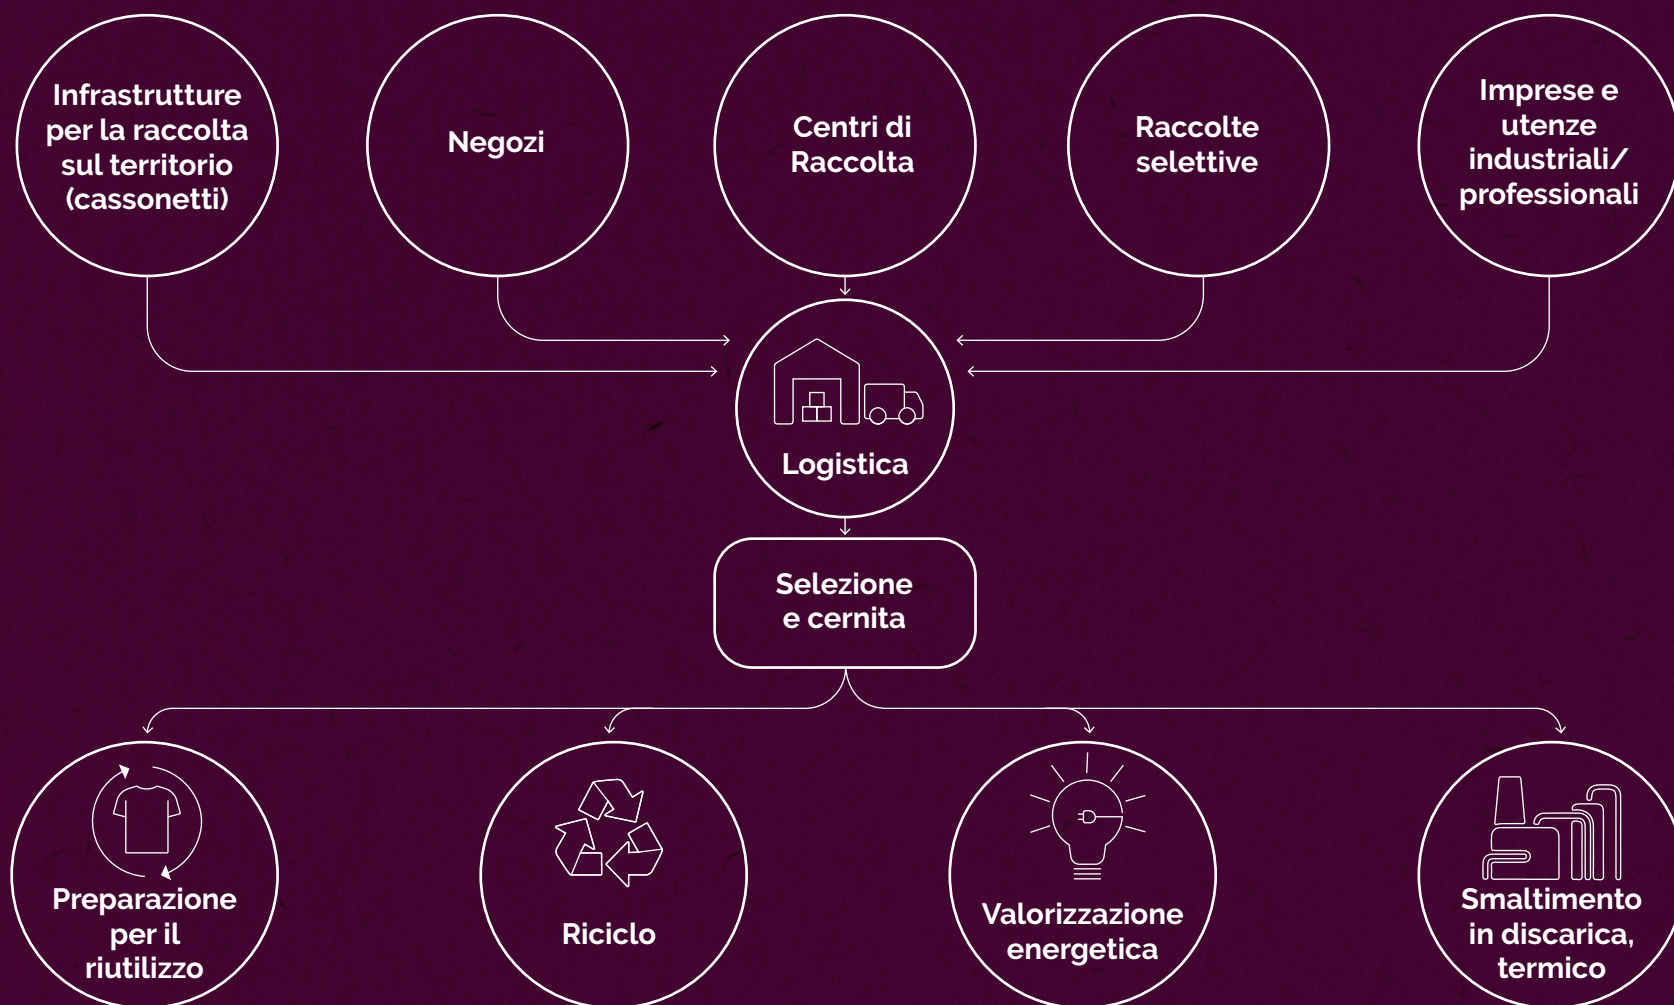 Infrastrutture
per la raccolta
sul territorio
(cassonetti)
Negozi
Centri di
Raccolta
Raccolte
selettive
Imprese e
utenze
industriali/
professionali
Logistica
Selezione
e cernita
Preparazione
per il
riutilizzo
Riciclo
Valorizzazione
energetica
Smaltimento
in discarica,
termico